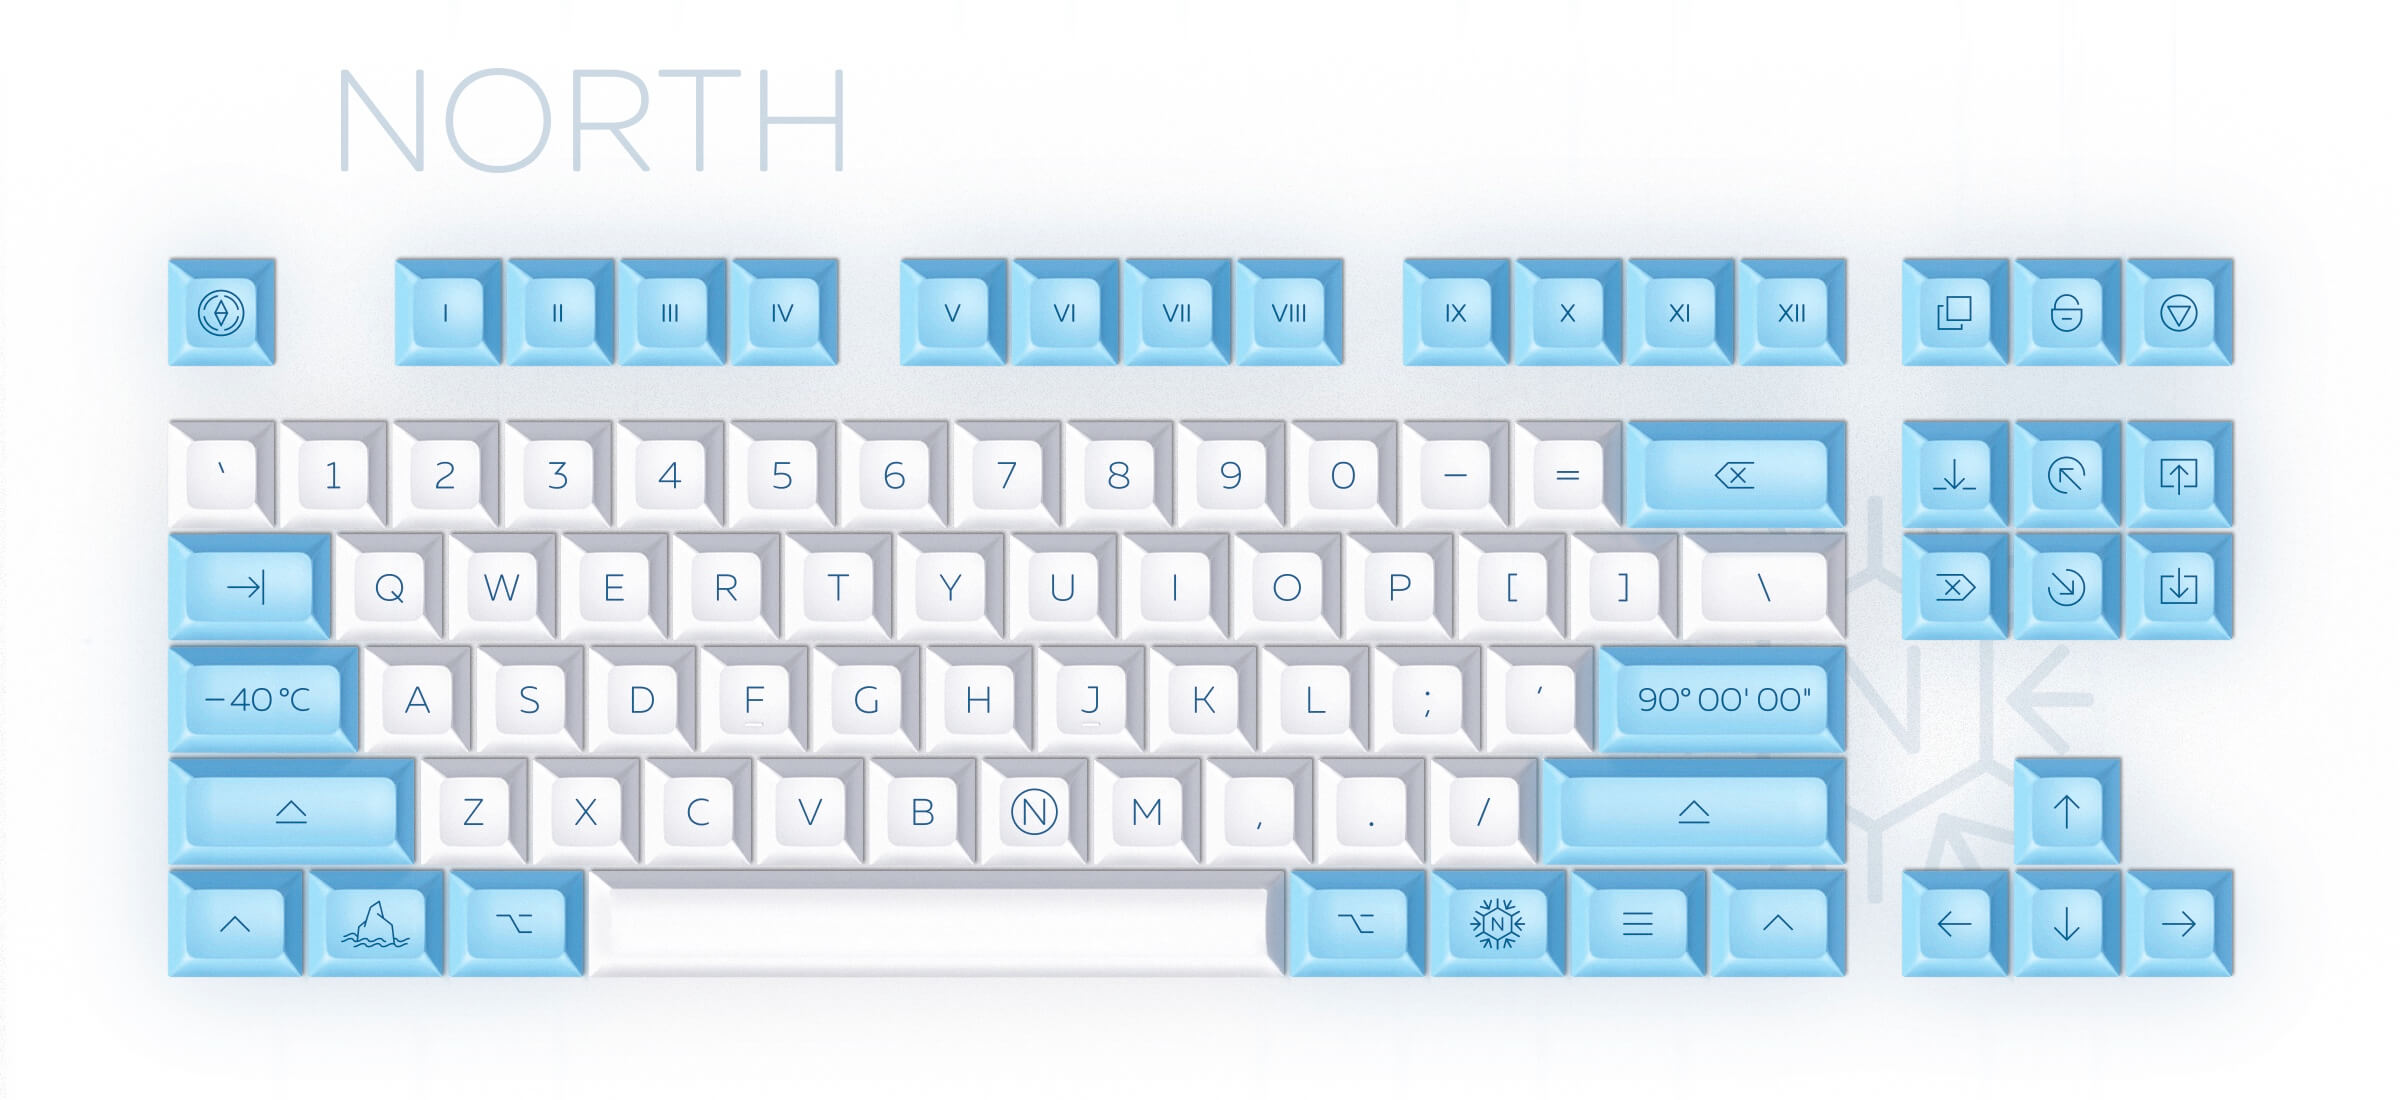 NORTH
I II III IV V VI VII VIII IX X XI XII
` 1 2 3 4 5 6 7 8 9 0 − =
Q W E R T Y U I O P [ ] \
−40°C A S D F G H J K L ; ' 90°00'00"
Z X C V B N M , . /
N